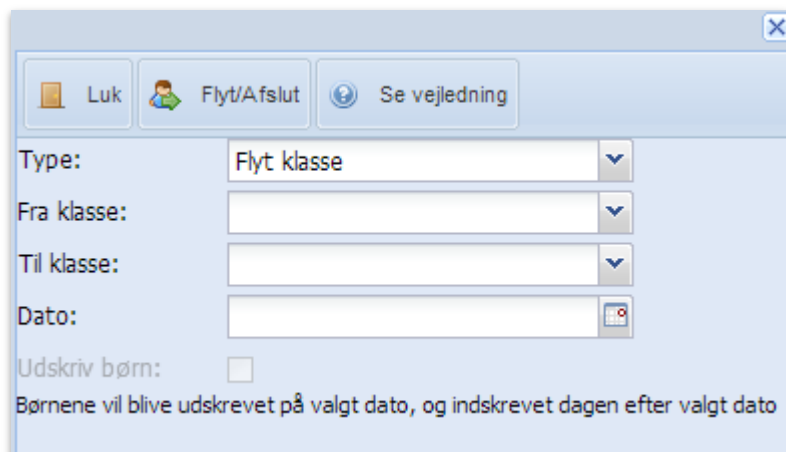 Luk Flyt/Afslut Se vejledning
Type: Flyt klasse
Fra klasse:
Til klasse:
Dato:
Udskriv børn:
Børnene vil blive udskrevet på valgt dato, og indskrevet dagen efter valgt dato